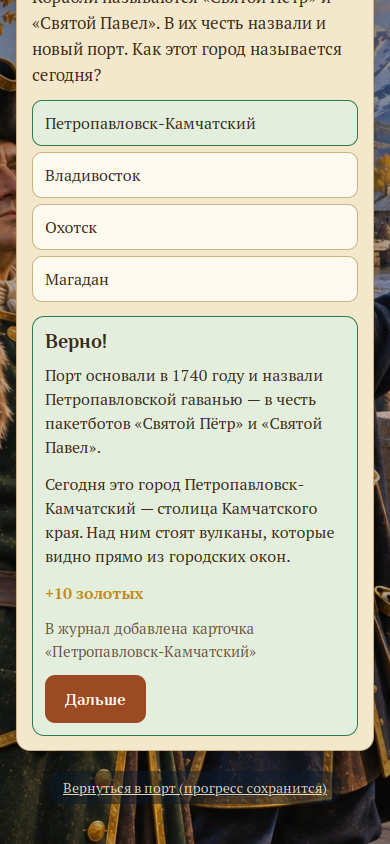 Корабли называются «Святой Пётр» и
«Святой Павел». В их честь назвали и
новый порт. Как этот город называется
сегодня?
Петропавловск-Камчатский
Владивосток
Охотск
Магадан
Верно!
Порт основали в 1740 году и назвали
Петропавловской гаванью — в честь
пакетботов «Святой Пётр» и «Святой
Павел».
Сегодня это город Петропавловск-
Камчатский — столица Камчатского
края. Над ним стоят вулканы, которые
видно прямо из городских окон.
+10 золотых
В журнал добавлена карточка
«Петропавловск-Камчатский»
Дальше
Вернуться в порт (прогресс сохранится)